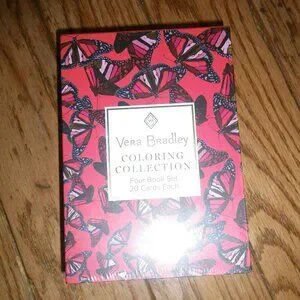 Vera Bradley
COLORING
COLLECTION
Four Book Set
20 Cards Each